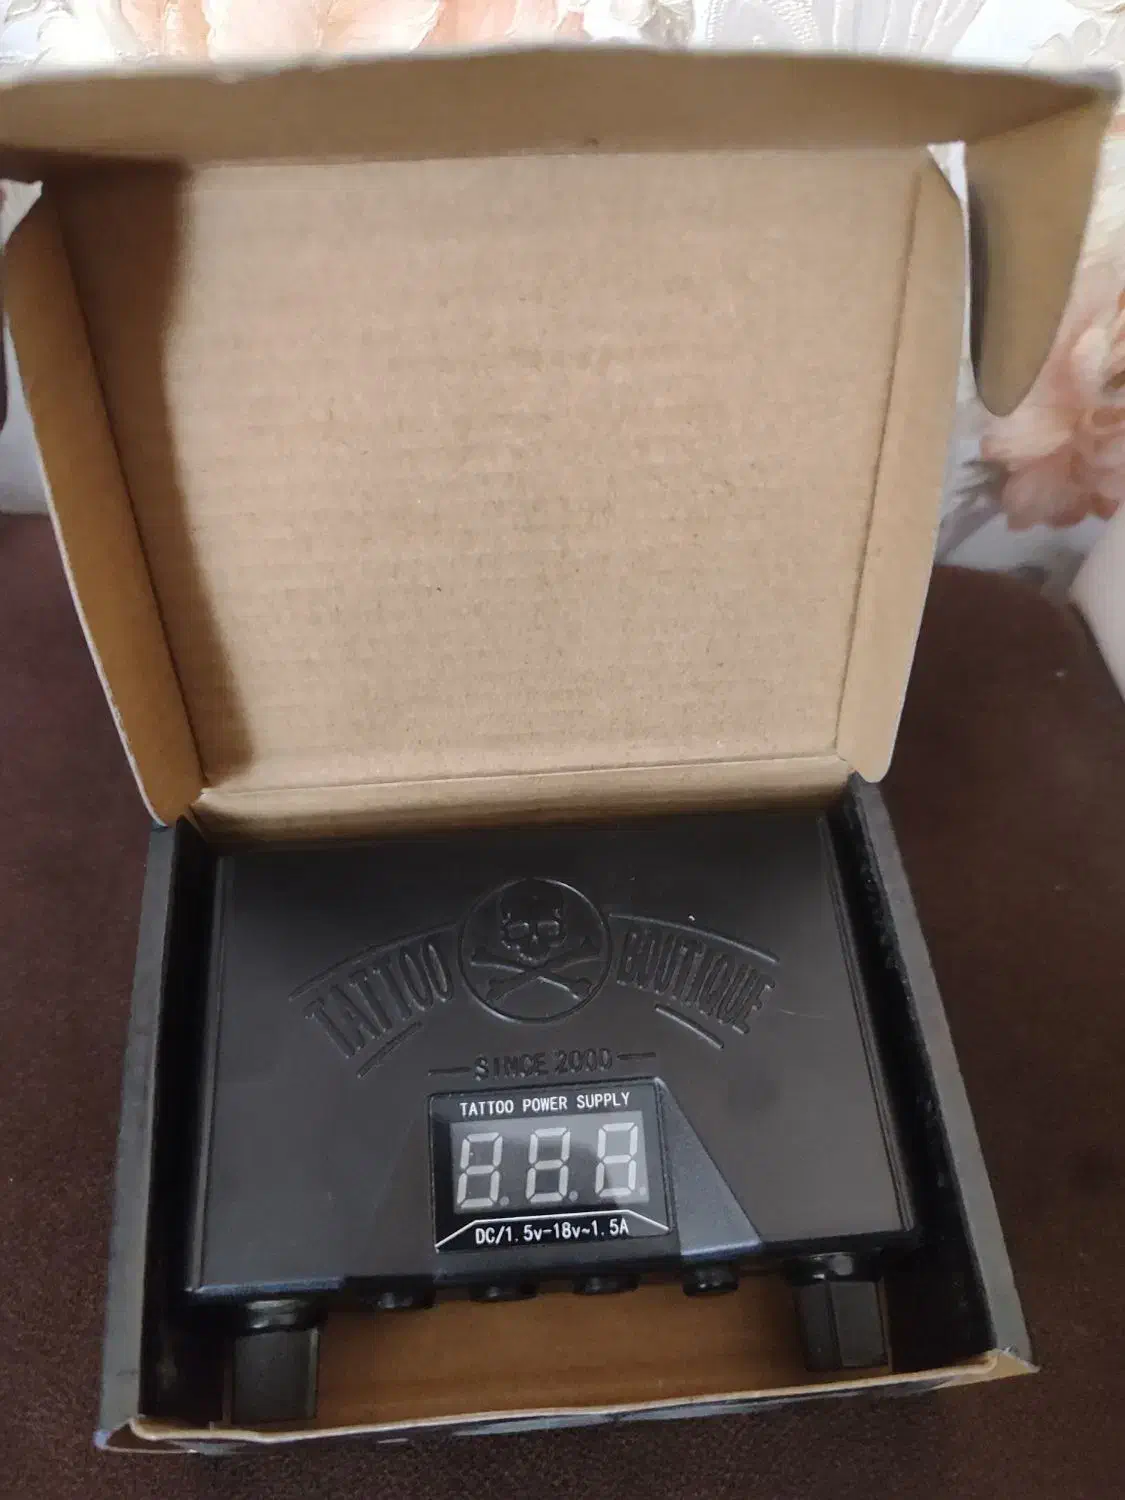 TATTOO BOUTIQUE
SINCE 2000
TATTOO POWER SUPPLY
8.8.8.
DC/1.5v-18v~1.5A